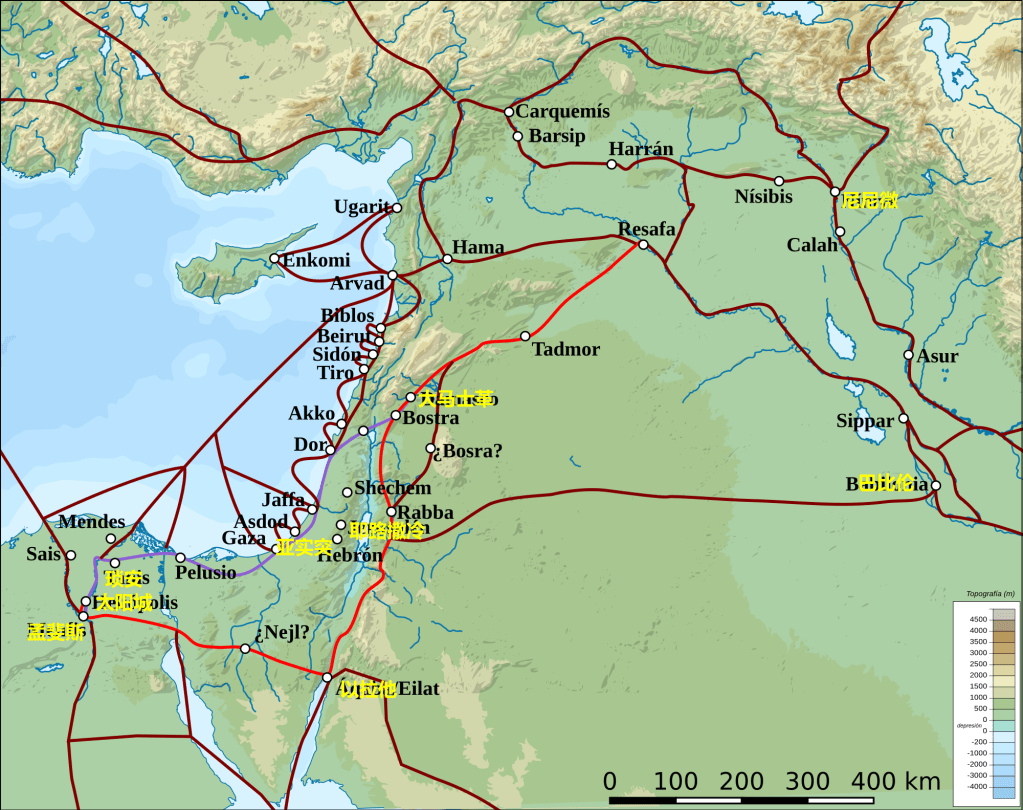 Carquemís
Barsip
Harrán
Nísibis
尼尼微
Ugarit
Resafa
Calah
Hama
Enkomi
Arvad
Biblos
Beirut
Sidón
Tiro
Tadmor
Asur
大马士革
Akko
Bostra
Sippar
Dor
¿Bosra?
巴比伦
Shechem
Jaffa
Rabba
Asdod
耶路撒冷
Mendes
Gaza
亚实突
Hebrón
Sais
Pelusio
琐安
太阳城
孟斐斯
¿Nejl?
以拉他
/Eilat
Topografía (m)
4500
4000
3500
3000
2500
2000
1500
1000
500
0
depresión
0
-200
-1000
-2000
-3000
-4000
0 100 200 300 400 km